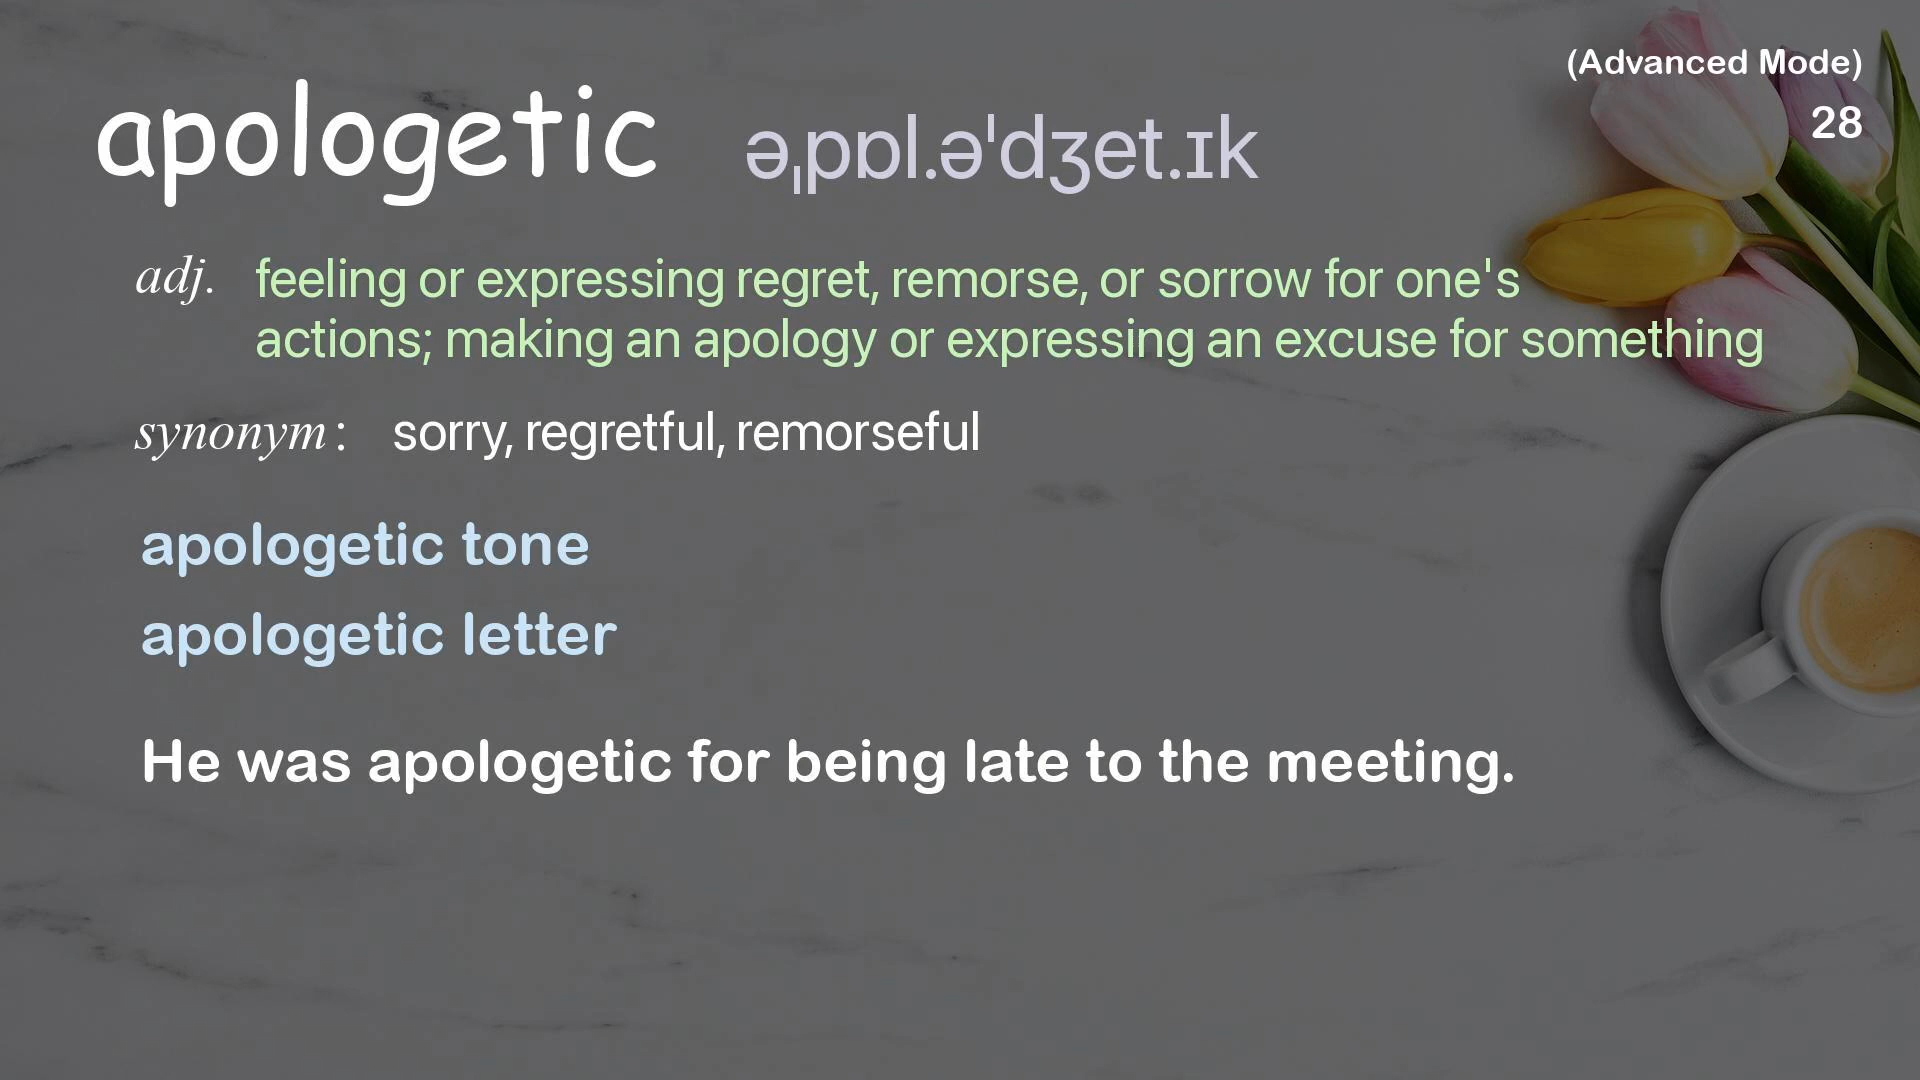 (Advanced Mode)
28
apologetic əˌpɒl.əˈdʒet.ɪk
adj. feeling or expressing regret, remorse, or sorrow for one's
actions; making an apology or expressing an excuse for something
synonym: sorry, regretful, remorseful
apologetic tone
apologetic letter
He was apologetic for being late to the meeting.